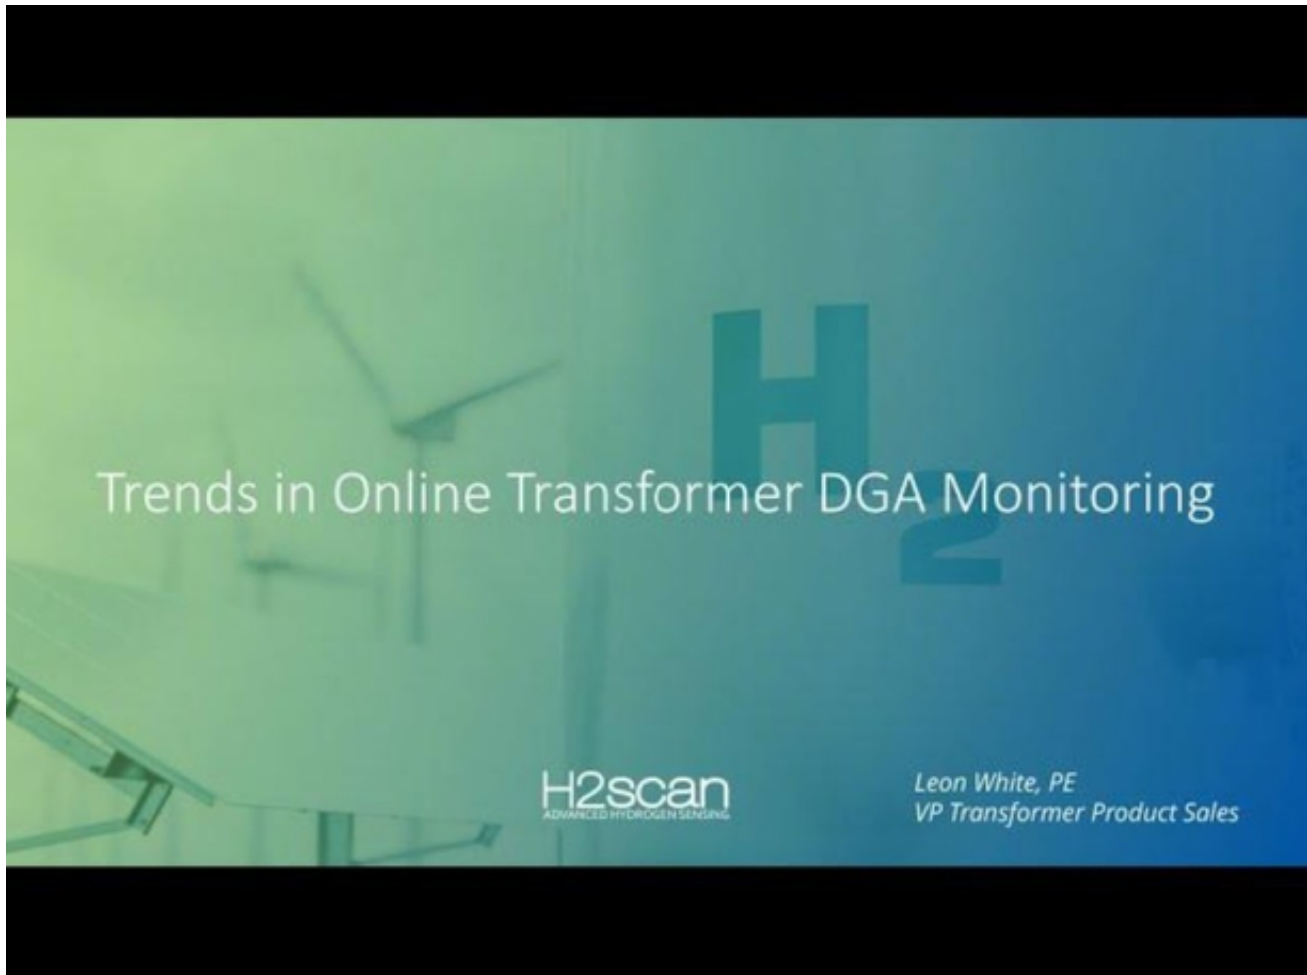 H2
Trends in Online Transformer DGA Monitoring
H2scan
ADVANCED HYDROGEN SENSING
Leon White, PE
VP Transformer Product Sales